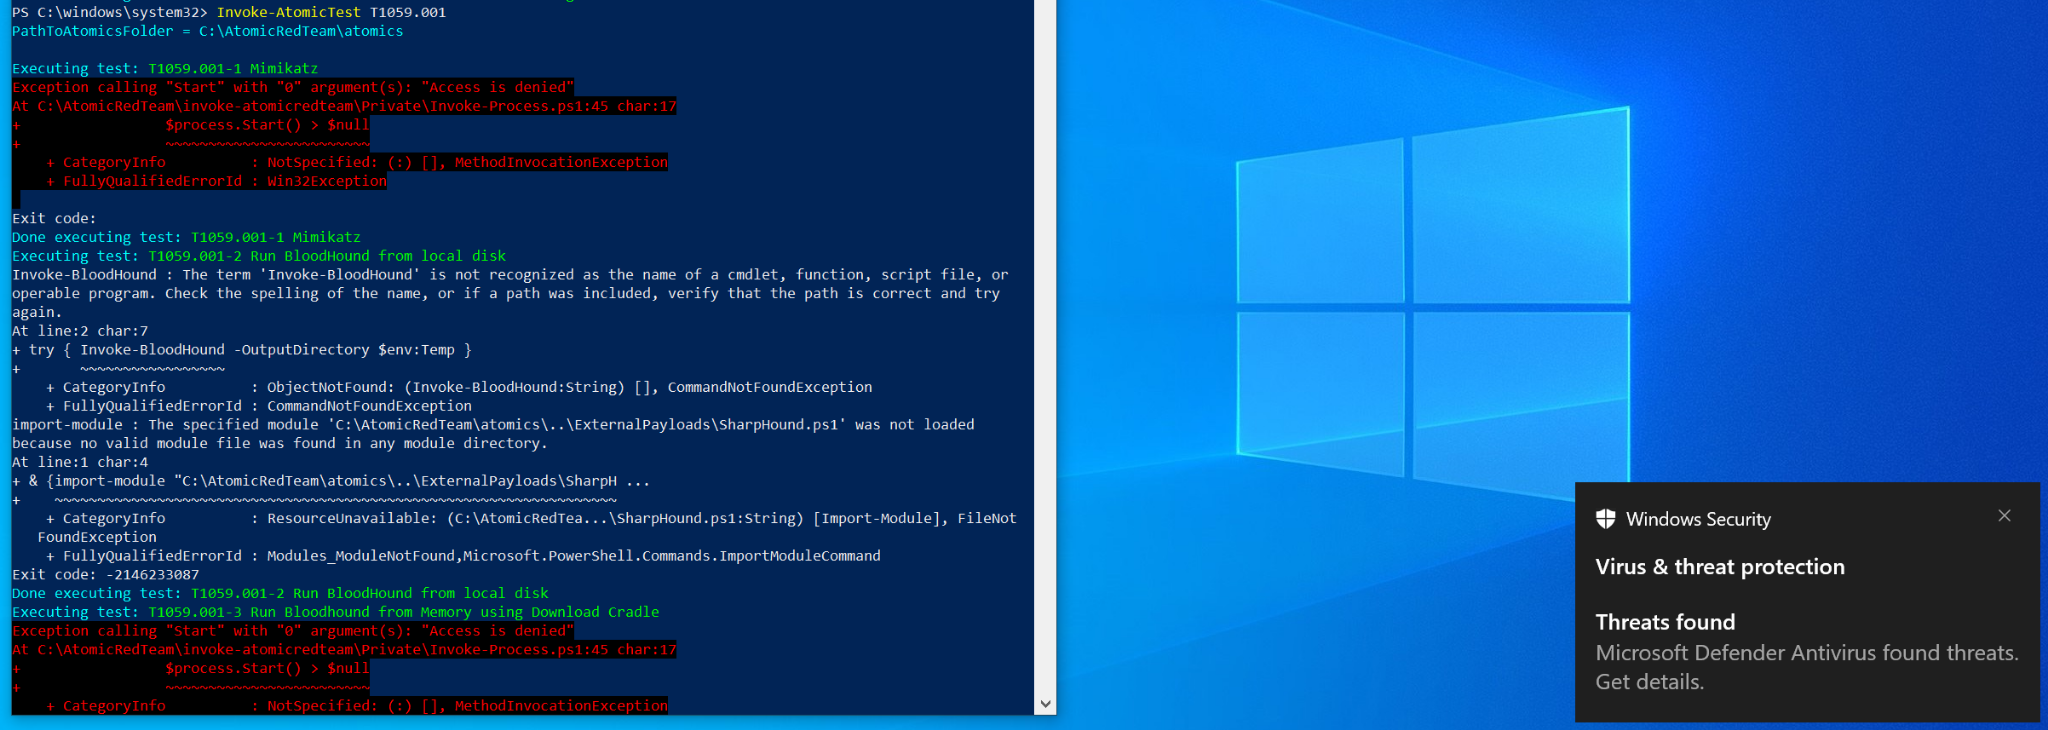 PS C:\windows\system32> Invoke-AtomicTest T1059.001
PathToAtomicsFolder = C:\AtomicRedTeam\atomics
Executing test: T1059.001-1 Mimikatz
Exception calling "Start" with "0" argument(s): "Access is denied"
At C:\AtomicRedTeam\invoke-atomicredteam\Private\Invoke-Process.ps1:45 char:17
+                 $process.Start() > $null
+                 ~~~~~~~~~~~~~~~~~~~~~~~~
    + CategoryInfo          : NotSpecified: (:) [], MethodInvocationException
    + FullyQualifiedErrorId : Win32Exception
Exit code:
Done executing test: T1059.001-1 Mimikatz
Executing test: T1059.001-2 Run BloodHound from local disk
Invoke-BloodHound : The term 'Invoke-BloodHound' is not recognized as the name of a cmdlet, function, script file, or
operable program. Check the spelling of the name, or if a path was included, verify that the path is correct and try
again.
At line:2 char:7
+ try { Invoke-BloodHound -OutputDirectory $env:Temp }
+       ~~~~~~~~~~~~~~~~~
    + CategoryInfo          : ObjectNotFound: (Invoke-BloodHound:String) [], CommandNotFoundException
    + FullyQualifiedErrorId : CommandNotFoundException
import-module : The specified module 'C:\AtomicRedTeam\atomics\..\ExternalPayloads\SharpHound.ps1' was not loaded
because no valid module file was found in any module directory.
At line:1 char:4
+ & {import-module "C:\AtomicRedTeam\atomics\..\ExternalPayloads\SharpH ...
+    ~~~~~~~~~~~~~~~~~~~~~~~~~~~~~~~~~~~~~~~~~~~~~~~~~~~~~~~~~~~~~~~~~~
    + CategoryInfo          : ResourceUnavailable: (C:\AtomicRedTea...\SharpHound.ps1:String) [Import-Module], FileNot
   FoundException
    + FullyQualifiedErrorId : Modules_ModuleNotFound,Microsoft.PowerShell.Commands.ImportModuleCommand
Exit code: -2146233087
Done executing test: T1059.001-2 Run BloodHound from local disk
Executing test: T1059.001-3 Run Bloodhound from Memory using Download Cradle
Exception calling "Start" with "0" argument(s): "Access is denied"
At C:\AtomicRedTeam\invoke-atomicredteam\Private\Invoke-Process.ps1:45 char:17
+                 $process.Start() > $null
+                 ~~~~~~~~~~~~~~~~~~~~~~~~
    + CategoryInfo          : NotSpecified: (:) [], MethodInvocationException
Windows Security
Virus & threat protection
Threats found
Microsoft Defender Antivirus found threats.
Get details.